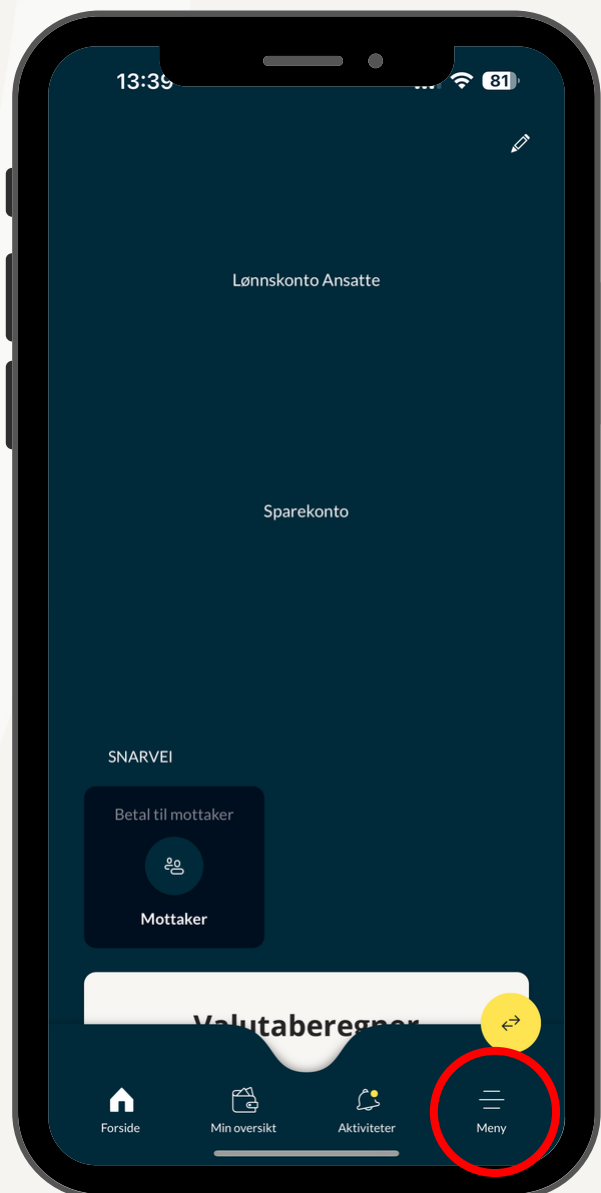 13:39
81
Lønnskonto Ansatte
Sparekonto
SNARVEI
Betal til mottaker
Mottaker
Valutaberegner
Forside
Min oversikt
Aktiviteter
Meny